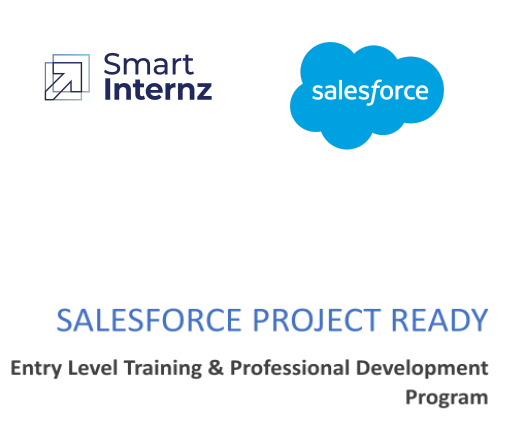 Smart
Internz
salesforce
SALESFORCE PROJECT READY
Entry Level Training & Professional Development
Program